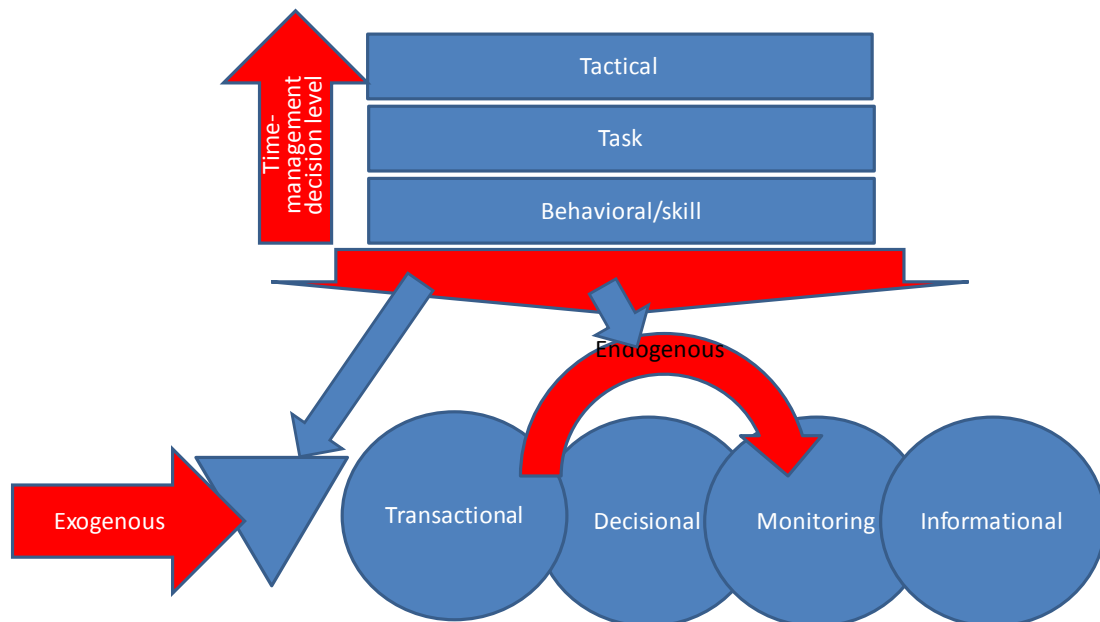 Time-
management
decision level
Tactical
Task
Behavioral/skill
Endogenous
Exogenous
Transactional
Decisional
Monitoring
Informational